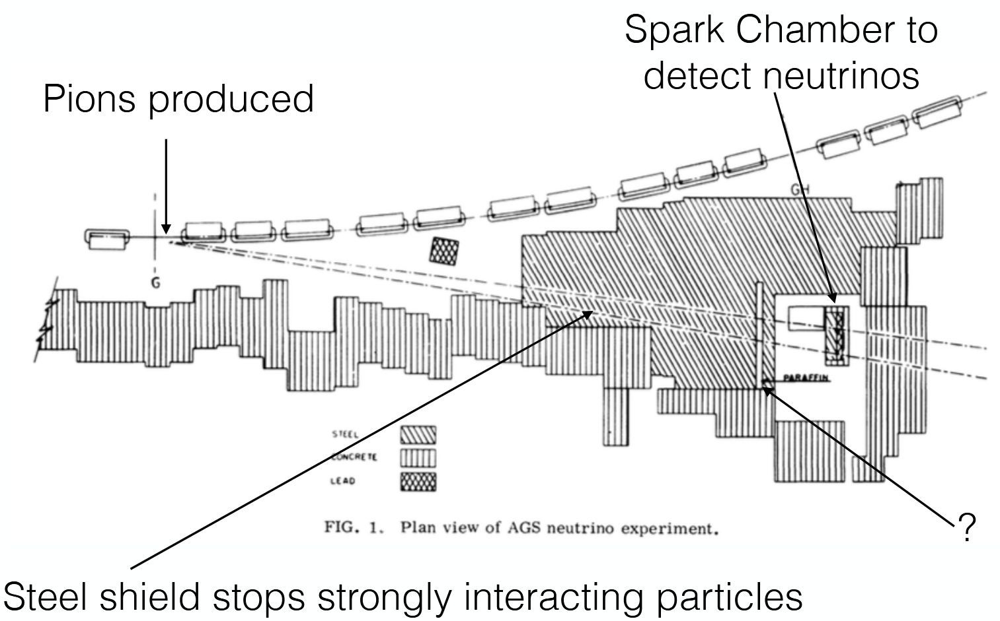 Spark Chamber to
detect neutrinos
Pions produced
GH
G
PARAFFIN
STEEL
CONCRETE
LEAD
?
FIG. 1. Plan view of AGS neutrino experiment.
Steel shield stops strongly interacting particles